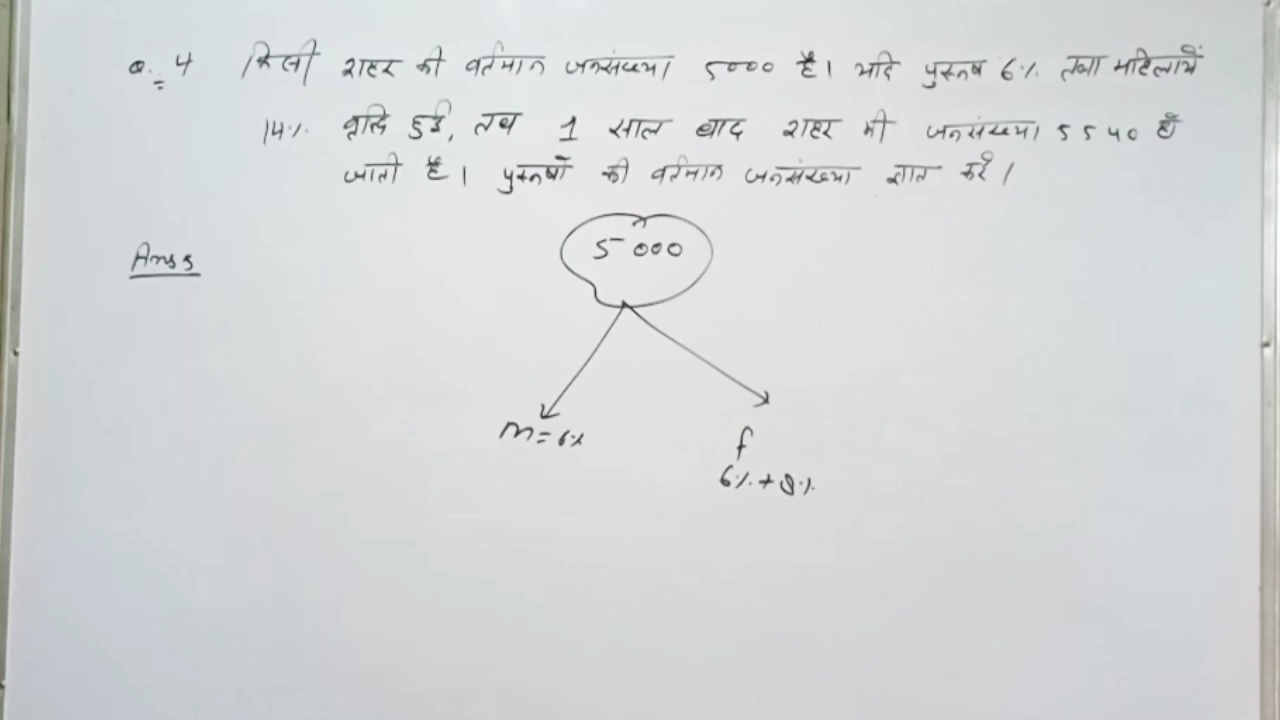 Q. 4 किसी शहर की वर्तमान जनसंख्या 5000 है। यदि पुरुष 6% तथा महिलायें
14% वृद्धि हुई, तब 1 साल बाद शहर की जनसंख्या 5540 हो
जाती है। पुरुषों की वर्तमान जनसंख्या ज्ञात करें।
Ans
5000
m = 6%
f
6% + 8%